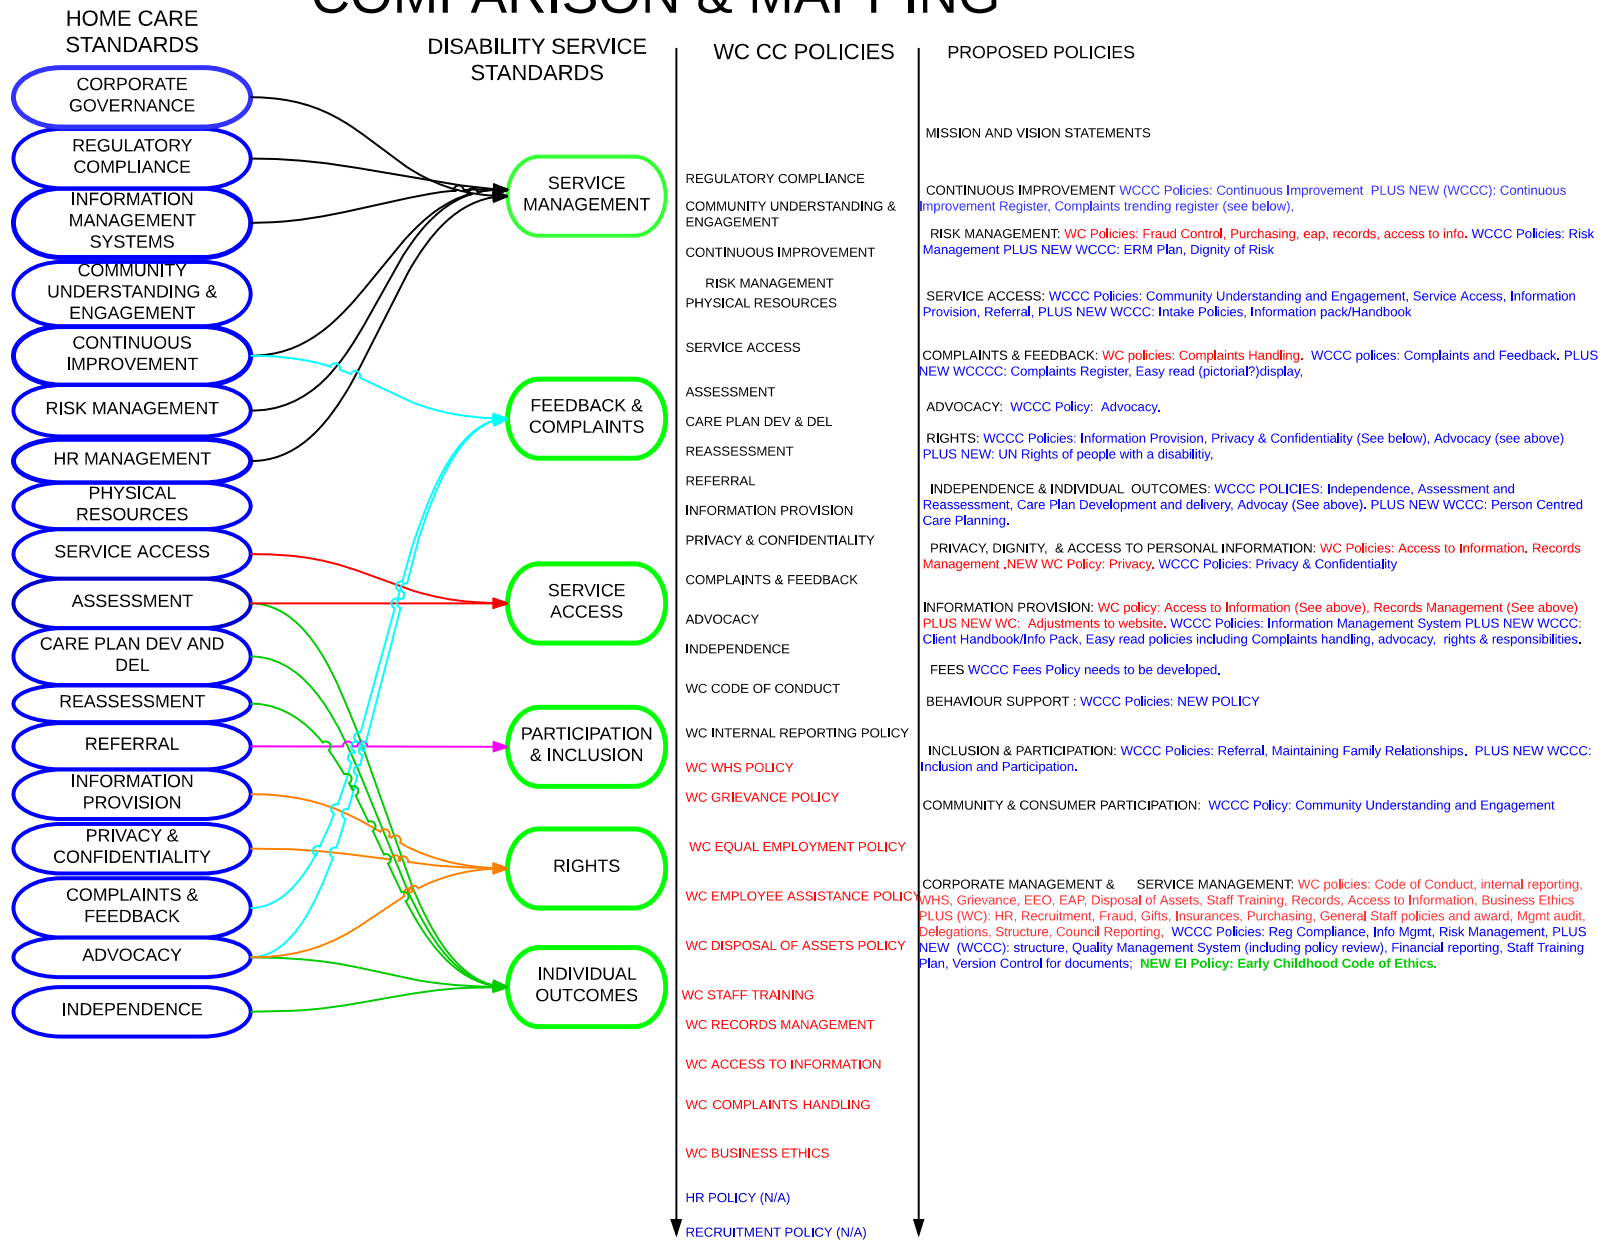 COMPARISON & MAPPING
HOME CARE
STANDARDS
CORPORATE
GOVERNANCE
REGULATORY
COMPLIANCE
INFORMATION
MANAGEMENT
SYSTEMS
COMMUNITY
UNDERSTANDING &
ENGAGEMENT
CONTINUOUS
IMPROVEMENT
RISK MANAGEMENT
HR MANAGEMENT
PHYSICAL
RESOURCES
SERVICE ACCESS
ASSESSMENT
CARE PLAN DEV AND
DEL
REASSESSMENT
REFERRAL
INFORMATION
PROVISION
PRIVACY &
CONFIDENTIALITY
COMPLAINTS &
FEEDBACK
ADVOCACY
INDEPENDENCE
DISABILITY SERVICE
STANDARDS
SERVICE
MANAGEMENT
FEEDBACK &
COMPLAINTS
SERVICE
ACCESS
PARTICIPATION
& INCLUSION
RIGHTS
INDIVIDUAL
OUTCOMES
WC CC POLICIES
REGULATORY COMPLIANCE
COMMUNITY UNDERSTANDING &
ENGAGEMENT
CONTINUOUS IMPROVEMENT
RISK MANAGEMENT
PHYSICAL RESOURCES
SERVICE ACCESS
ASSESSMENT
CARE PLAN DEV & DEL
REASSESSMENT
REFERRAL
INFORMATION PROVISION
PRIVACY & CONFIDENTIALITY
COMPLAINTS & FEEDBACK
ADVOCACY
INDEPENDENCE
WC CODE OF CONDUCT
WC INTERNAL REPORTING POLICY
WC WHS POLICY
WC GRIEVANCE POLICY
WC EQUAL EMPLOYMENT POLICY
WC EMPLOYEE ASSISTANCE POLICY
WC DISPOSAL OF ASSETS POLICY
WC STAFF TRAINING
WC RECORDS MANAGEMENT
WC ACCESS TO INFORMATION
WC COMPLAINTS HANDLING
WC BUSINESS ETHICS
HR POLICY (N/A)
RECRUITMENT POLICY (N/A)
PROPOSED POLICIES
MISSION AND VISION STATEMENTS
CONTINUOUS IMPROVEMENT WCCC Policies: Continuous Improvement PLUS NEW (WCCC): Continuous
Improvement Register, Complaints trending register (see below),
RISK MANAGEMENT: WC Policies: Fraud Control, Purchasing, eap, records, access to info. WCCC Policies: Risk
Management PLUS NEW WCCC: ERM Plan, Dignity of Risk
SERVICE ACCESS: WCCC Policies: Community Understanding and Engagement, Service Access, Information
Provision, Referral, PLUS NEW WCCC: Intake Policies, Information pack/Handbook
COMPLAINTS & FEEDBACK: WC policies: Complaints Handling. WCCC polices: Complaints and Feedback. PLUS
NEW WCCCC: Complaints Register, Easy read (pictorial?)display,
ADVOCACY: WCCC Policy: Advocacy.
RIGHTS: WCCC Policies: Information Provision, Privacy & Confidentiality (See below), Advocacy (see above)
PLUS NEW: UN Rights of people with a disabilitiy,
INDEPENDENCE & INDIVIDUAL OUTCOMES: WCCC POLICIES: Independence, Assessment and
Reassessment, Care Plan Development and delivery, Advocay (See above). PLUS NEW WCCC: Person Centred
Care Planning.
PRIVACY, DIGNITY, & ACCESS TO PERSONAL INFORMATION: WC Policies: Access to Information. Records
Management .NEW WC Policy: Privacy. WCCC Policies: Privacy & Confidentiality
INFORMATION PROVISION: WC policy: Access to Information (See above), Records Management (See above)
PLUS NEW WC: Adjustments to website. WCCC Policies: Information Management System PLUS NEW WCCC:
Client Handbook/Info Pack, Easy read policies including Complaints handling, advocacy, rights & responsibilities.
FEES WCCC Fees Policy needs to be developed.
BEHAVIOUR SUPPORT : WCCC Policies: NEW POLICY
INCLUSION & PARTICIPATION: WCCC Policies: Referral, Maintaining Family Relationships. PLUS NEW WCCC:
Inclusion and Participation.
COMMUNITY & CONSUMER PARTICIPATION: WCCC Policy: Community Understanding and Engagement
CORPORATE MANAGEMENT & SERVICE MANAGEMENT: WC policies: Code of Conduct, internal reporting,
WHS, Grievance, EEO, EAP, Disposal of Assets, Staff Training, Records, Access to Information, Business Ethics
PLUS (WC): HR, Recruitment, Fraud, Gifts, Insurances, Purchasing, General Staff policies and award, Mgmt audit,
Delegations, Structure, Council Reporting, WCCC Policies: Reg Compliance, Info Mgmt, Risk Management, PLUS
NEW (WCCC): structure, Quality Management System (including policy review), Financial reporting, Staff Training
Plan, Version Control for documents; NEW EI Policy: Early Childhood Code of Ethics.